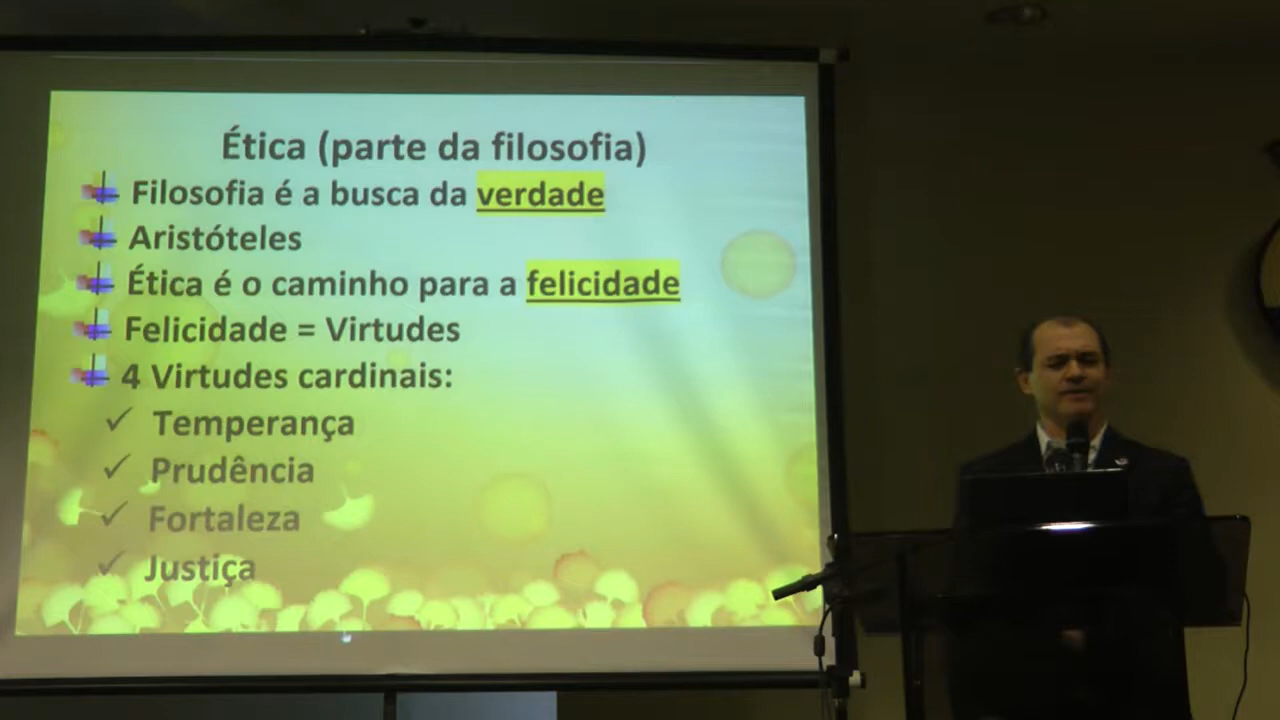 Ética (parte da filosofia)
Filosofia é a busca da verdade
Aristóteles
Ética é o caminho para a felicidade
Felicidade = Virtudes
4 Virtudes cardinais:
✓ Temperança
✓ Prudência
✓ Fortaleza
✓ Justiça